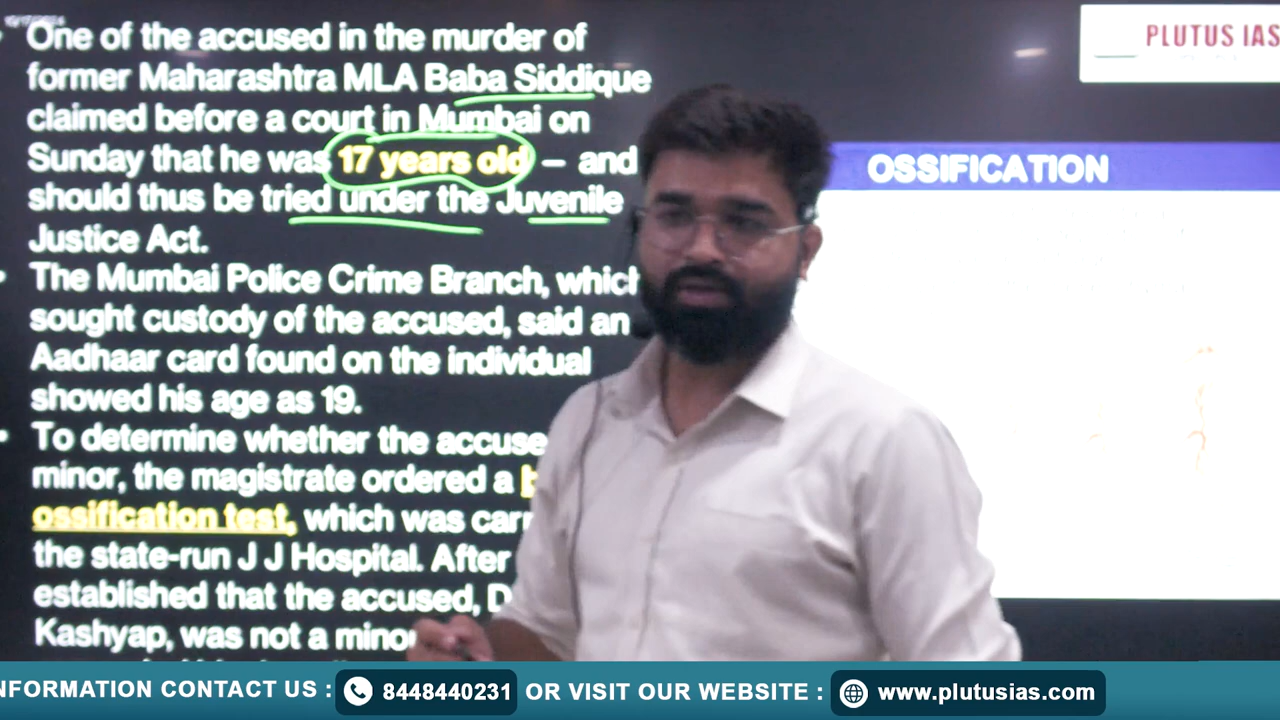 One of the accused in the murder of
former Maharashtra MLA Baba Siddique
claimed before a court in Mumbai on
Sunday that he was 17 years old – and
should thus be tried under the Juvenile
Justice Act.
The Mumbai Police Crime Branch, which
sought custody of the accused, said an
Aadhaar card found on the individual
showed his age as 19.
To determine whether the accuse
minor, the magistrate ordered a
ossification test, which was carr
the state-run J J Hospital. After
established that the accused, D
Kashyap, was not a mino
PLUTUS IAS
OSSIFICATION
NFORMATION CONTACT US : 8448440231 OR VISIT OUR WEBSITE : www.plutusias.com